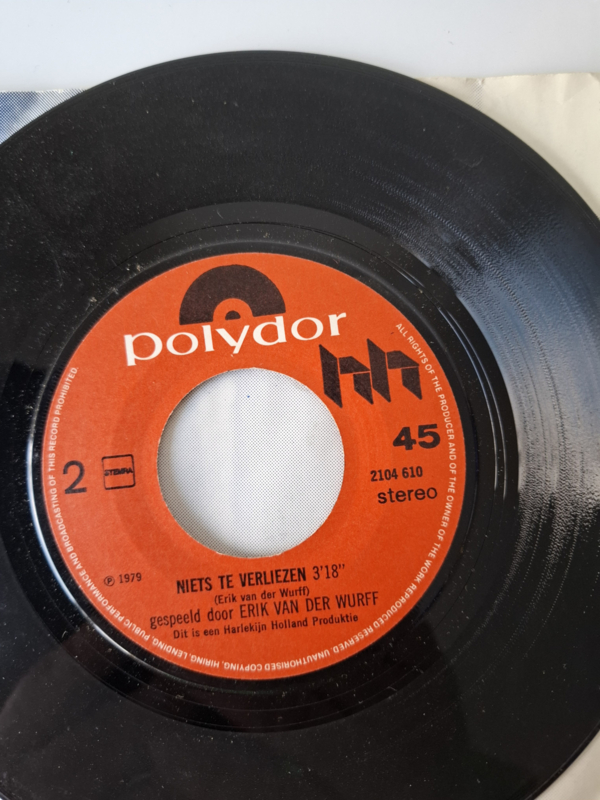 polydor
hh
45
2104 610
stereo
2
STEMRA
℗ 1979
NIETS TE VERLIEZEN 3'18"
(Erik van der Wurff)
gespeeld door ERIK VAN DER WURFF
Dit is een Harlekijn Holland Produktie
ALL RIGHTS OF THE PRODUCER AND OF THE OWNER OF THE WORK REPRODUCED RESERVED. UNAUTHORISED COPYING, HIRING, LENDING, PUBLIC PERFORMANCE AND BROADCASTING OF THIS RECORD PROHIBITED.